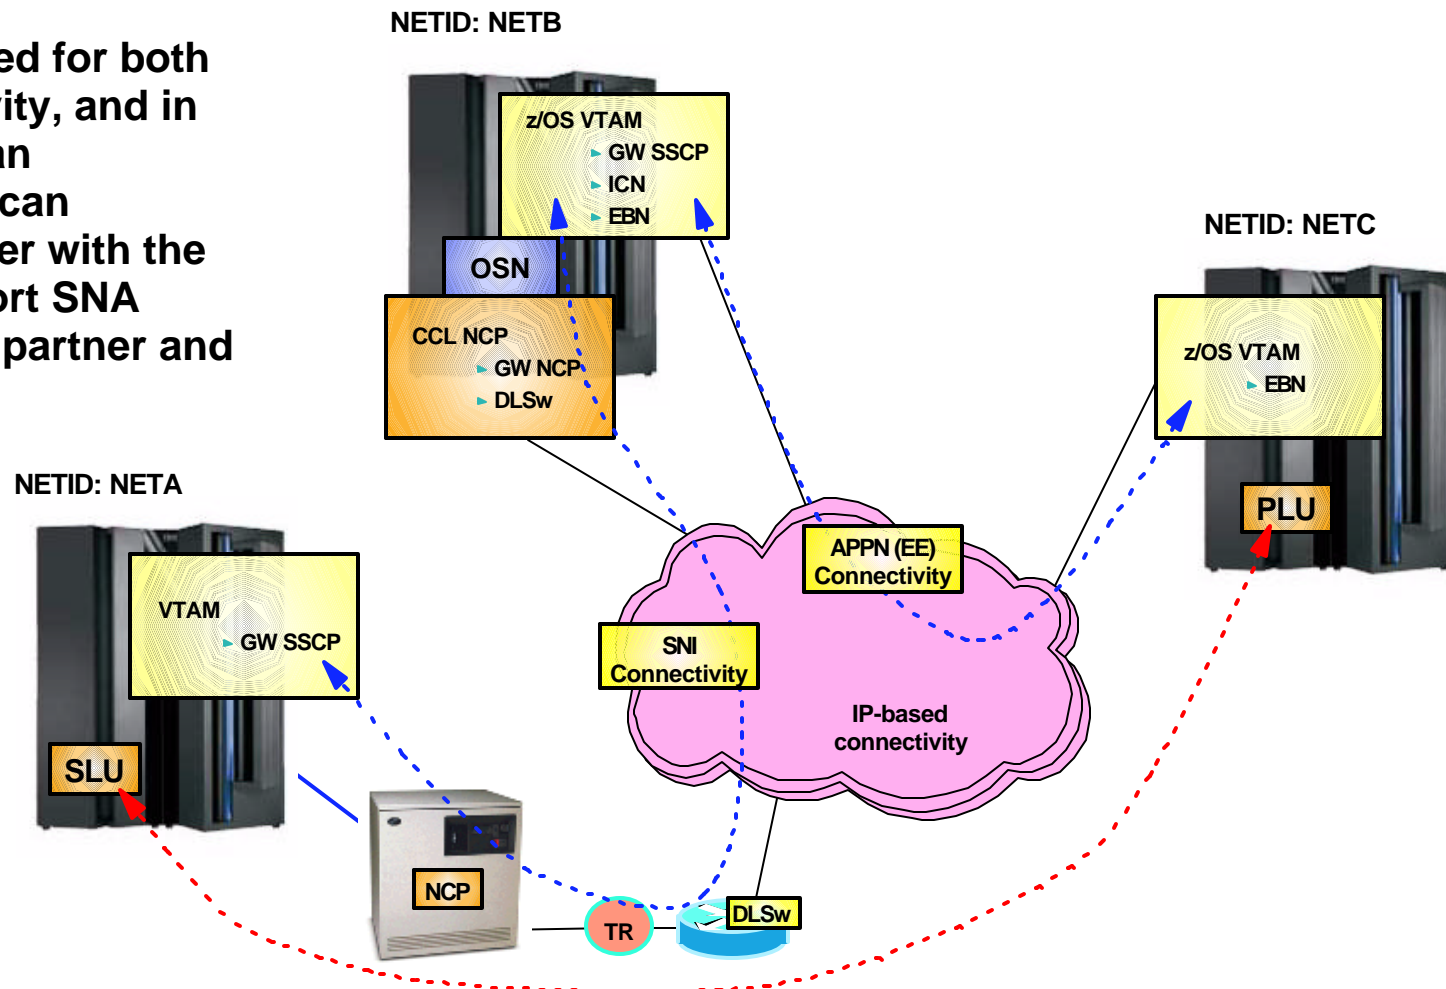 ed for both
vity, and in
an
can
er with the
ort SNA
partner and
NETID: NETB
z/OS VTAM
GW SSCP
ICN
EBN
OSN
CCL NCP
GW NCP
DLSw
NETID: NETC
z/OS VTAM
EBN
PLU
NETID: NETA
VTAM
GW SSCP
SLU
APPN (EE)
Connectivity
SNI
Connectivity
IP-based
connectivity
NCP
TR
DLSw